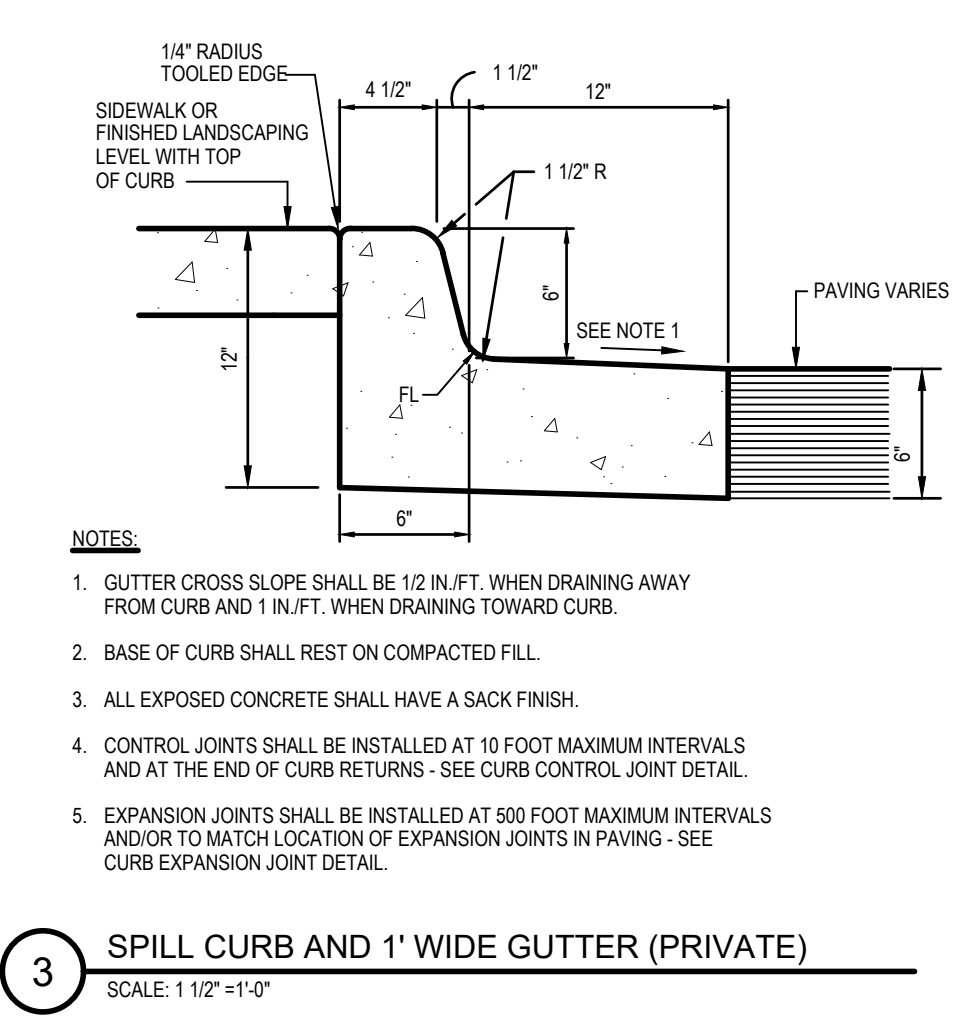 1/4" RADIUS
TOOLED EDGE
4 1/2"
1 1/2"
12"
SIDEWALK OR
FINISHED LANDSCAPING
LEVEL WITH TOP
OF CURB
1 1/2" R
6"
PAVING VARIES
SEE NOTE 1
12"
FL
6"
6"
NOTES:
1. GUTTER CROSS SLOPE SHALL BE 1/2 IN./FT. WHEN DRAINING AWAY
FROM CURB AND 1 IN./FT. WHEN DRAINING TOWARD CURB.
2. BASE OF CURB SHALL REST ON COMPACTED FILL.
3. ALL EXPOSED CONCRETE SHALL HAVE A SACK FINISH.
4. CONTROL JOINTS SHALL BE INSTALLED AT 10 FOOT MAXIMUM INTERVALS
AND AT THE END OF CURB RETURNS - SEE CURB CONTROL JOINT DETAIL.
5. EXPANSION JOINTS SHALL BE INSTALLED AT 500 FOOT MAXIMUM INTERVALS
AND/OR TO MATCH LOCATION OF EXPANSION JOINTS IN PAVING - SEE
CURB EXPANSION JOINT DETAIL.
3
SPILL CURB AND 1' WIDE GUTTER (PRIVATE)
SCALE: 1 1/2" =1'-0"